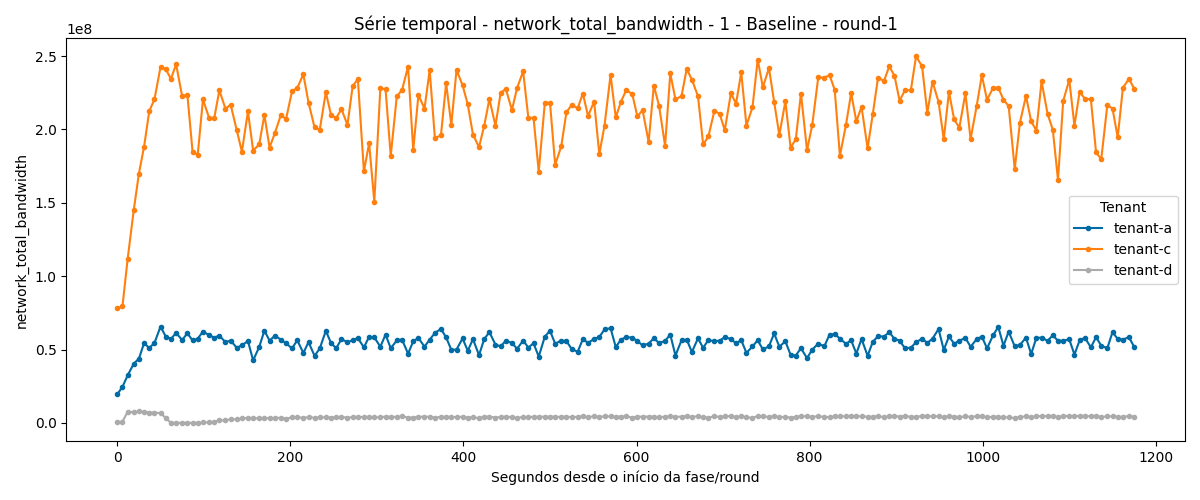 Série temporal - network_total_bandwidth - 1 - Baseline - round-1
1e8
2.5
2.0
1.5
1.0
0.5
0.0
network_total_bandwidth
0 200 400 600 800 1000 1200
Segundos desde o início da fase/round
Tenant
tenant-a
tenant-c
tenant-d